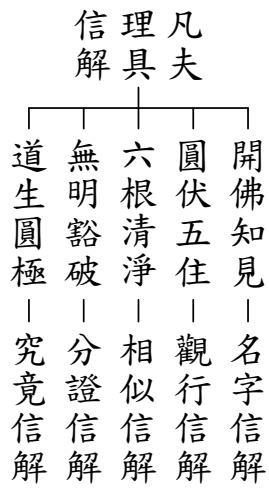 凡夫
理具
信解
開佛知見
圓伏五住
六根清淨
無明豁破
道生圓極
名字信解
觀行信解
相似信解
分證信解
究竟信解